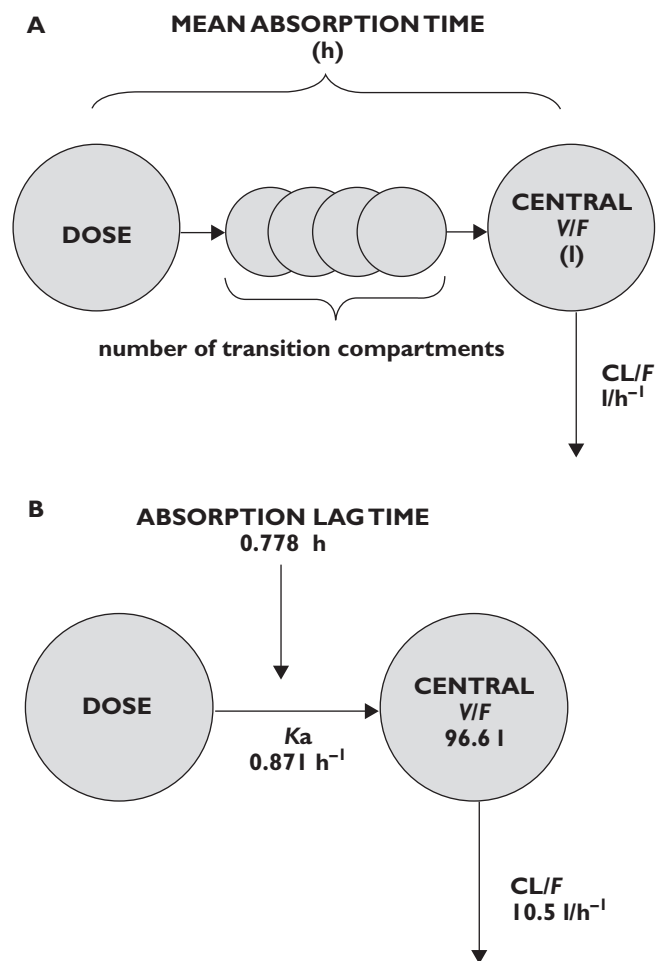 A
MEAN ABSORPTION TIME
(h)
DOSE
CENTRAL
V/F
(l)
number of transition compartments
CL/F
l/h⁻¹
B
ABSORPTION LAG TIME
0.778 h
DOSE
CENTRAL
V/F
96.6 l
Ka
0.871 h⁻¹
CL/F
10.5 l/h⁻¹